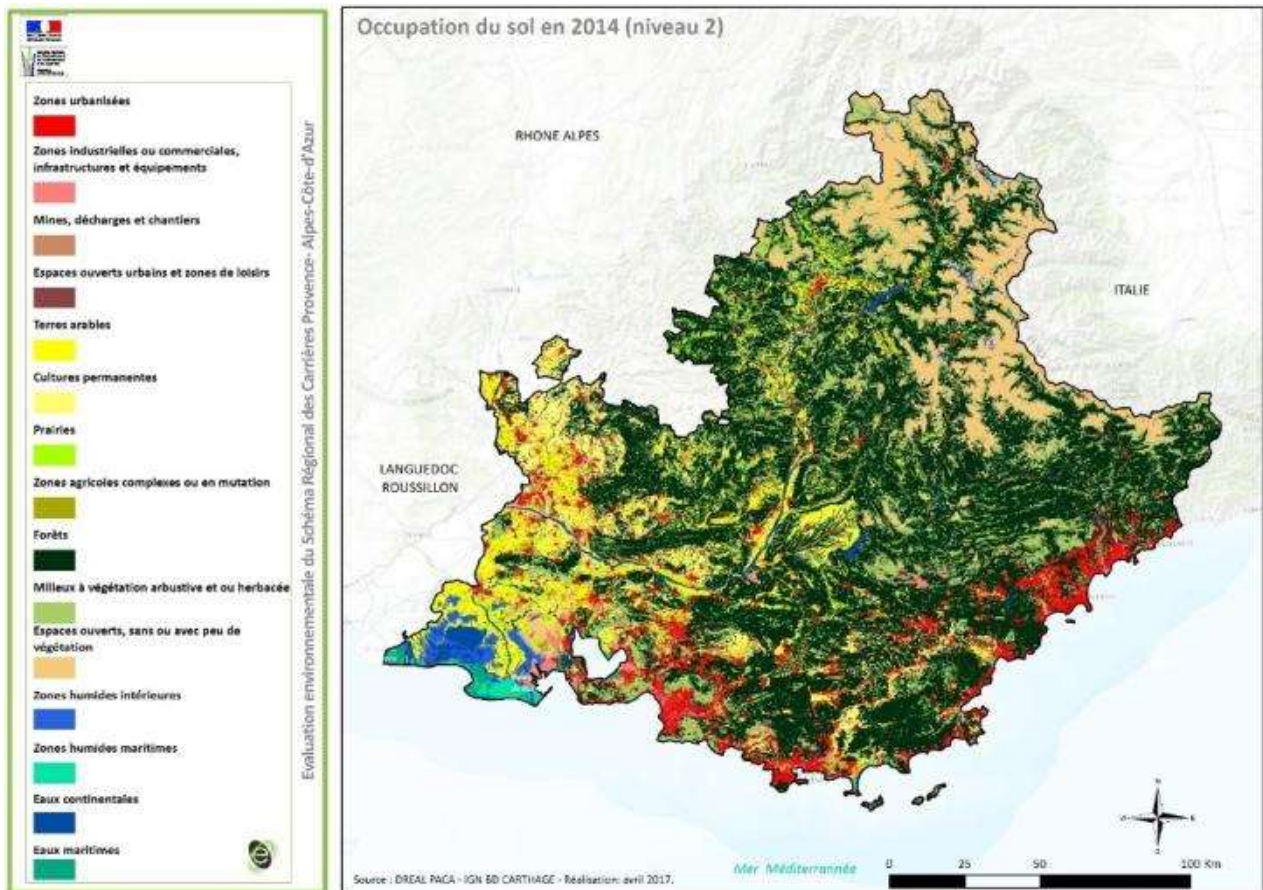 Zones urbanisées
Zones industrielles ou commerciales,
infrastructures et équipements
Mines, décharges et chantiers
Espaces ouverts urbains et zones de loisirs
Terres arables
Cultures permanentes
Prairies
Zones agricoles complexes ou en mutation
Forêts
Milieux à végétation arbustive et ou herbacée
Espaces ouverts, sans ou avec peu de
végétation
Zones humides intérieures
Zones humides maritimes
Eaux continentales
Eaux maritimes
Evaluation environnementale du Schéma Régional des Carrières Provence- Alpes-Côte-d'Azur
Occupation du sol en 2014 (niveau 2)
RHONE ALPES
ITALIE
LANGUEDOC
ROUSSILLON
N
E
Mer Méditerrannée
0 25 50 100 Km
Source : DREAL PACA - IGN BD CARTHAGE - Réalisation: avril 2017.